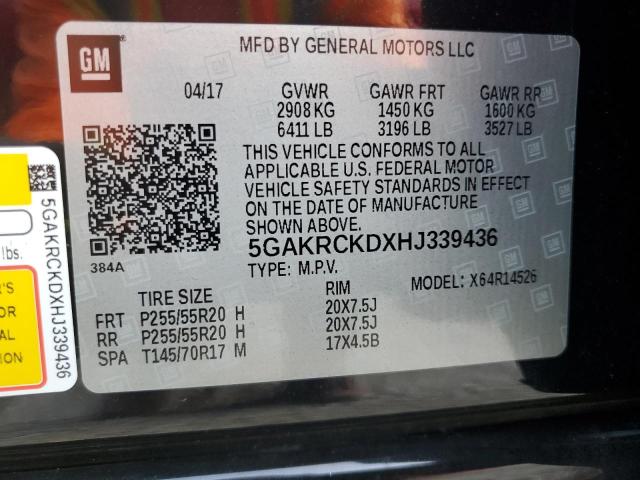 GM
MFD BY GENERAL MOTORS LLC
04/17 GVWR GAWR FRT GAWR RR
2908 KG 1450 KG 1600 KG
6411 LB 3196 LB 3527 LB
THIS VEHICLE CONFORMS TO ALL
APPLICABLE U.S. FEDERAL MOTOR
VEHICLE SAFETY STANDARDS IN EFFECT
ON THE DATE OF MANUFACTURE
SHOWN ABOVE.
384A
5GAKRCKDXHJ339436
TYPE: M.P.V. MODEL: X64R14526
TIRE SIZE RIM
FRT P255/55R20 H 20X7.5J
RR P255/55R20 H 20X7.5J
SPA T145/70R17 M 17X4.5B
5GAKRCKDXHJ339436
lbs.
R'S
OR
AL
ION